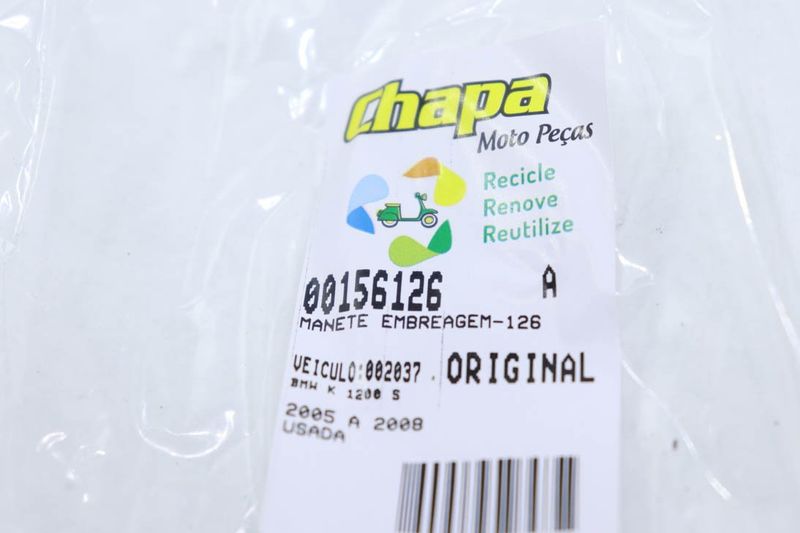 Chapa
Moto Peças
Recicle
Renove
Reutilize
00156126 A
MANETE EMBREAGEM-126
VEICULO:002037 . ORIGINAL
BMW K 1200 S
2005 A 2008
USADA